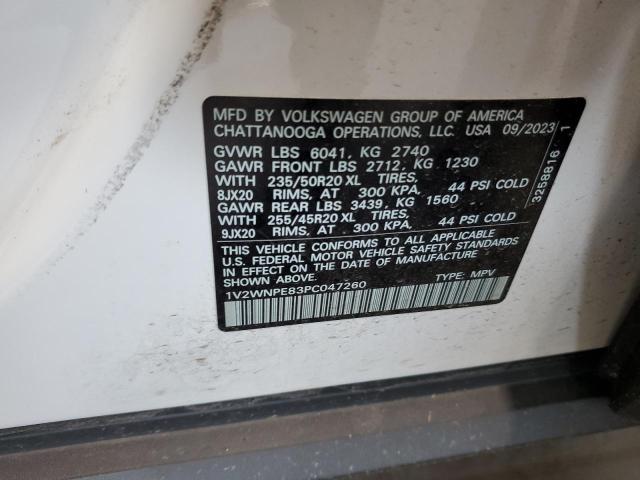 MFD BY VOLKSWAGEN GROUP OF AMERICA
CHATTANOOGA OPERATIONS, LLC. USA 09/2023
GVWR LBS 6041, KG 2740
GAWR FRONT LBS 2712, KG 1230
WITH 235/50R20 XL TIRES,
8JX20 RIMS, AT 300 KPA, 44 PSI COLD
GAWR REAR LBS 3439, KG 1560
WITH 255/45R20 XL TIRES,
9JX20 RIMS, AT 300 KPA, 44 PSI COLD
THIS VEHICLE CONFORMS TO ALL APPLICABLE
U.S. FEDERAL MOTOR VEHICLE SAFETY STANDARDS
IN EFFECT ON THE DATE OF MANUFACTURE
SHOWN ABOVE.
1V2WNPE83PC047260 TYPE: MPV
3259816 1